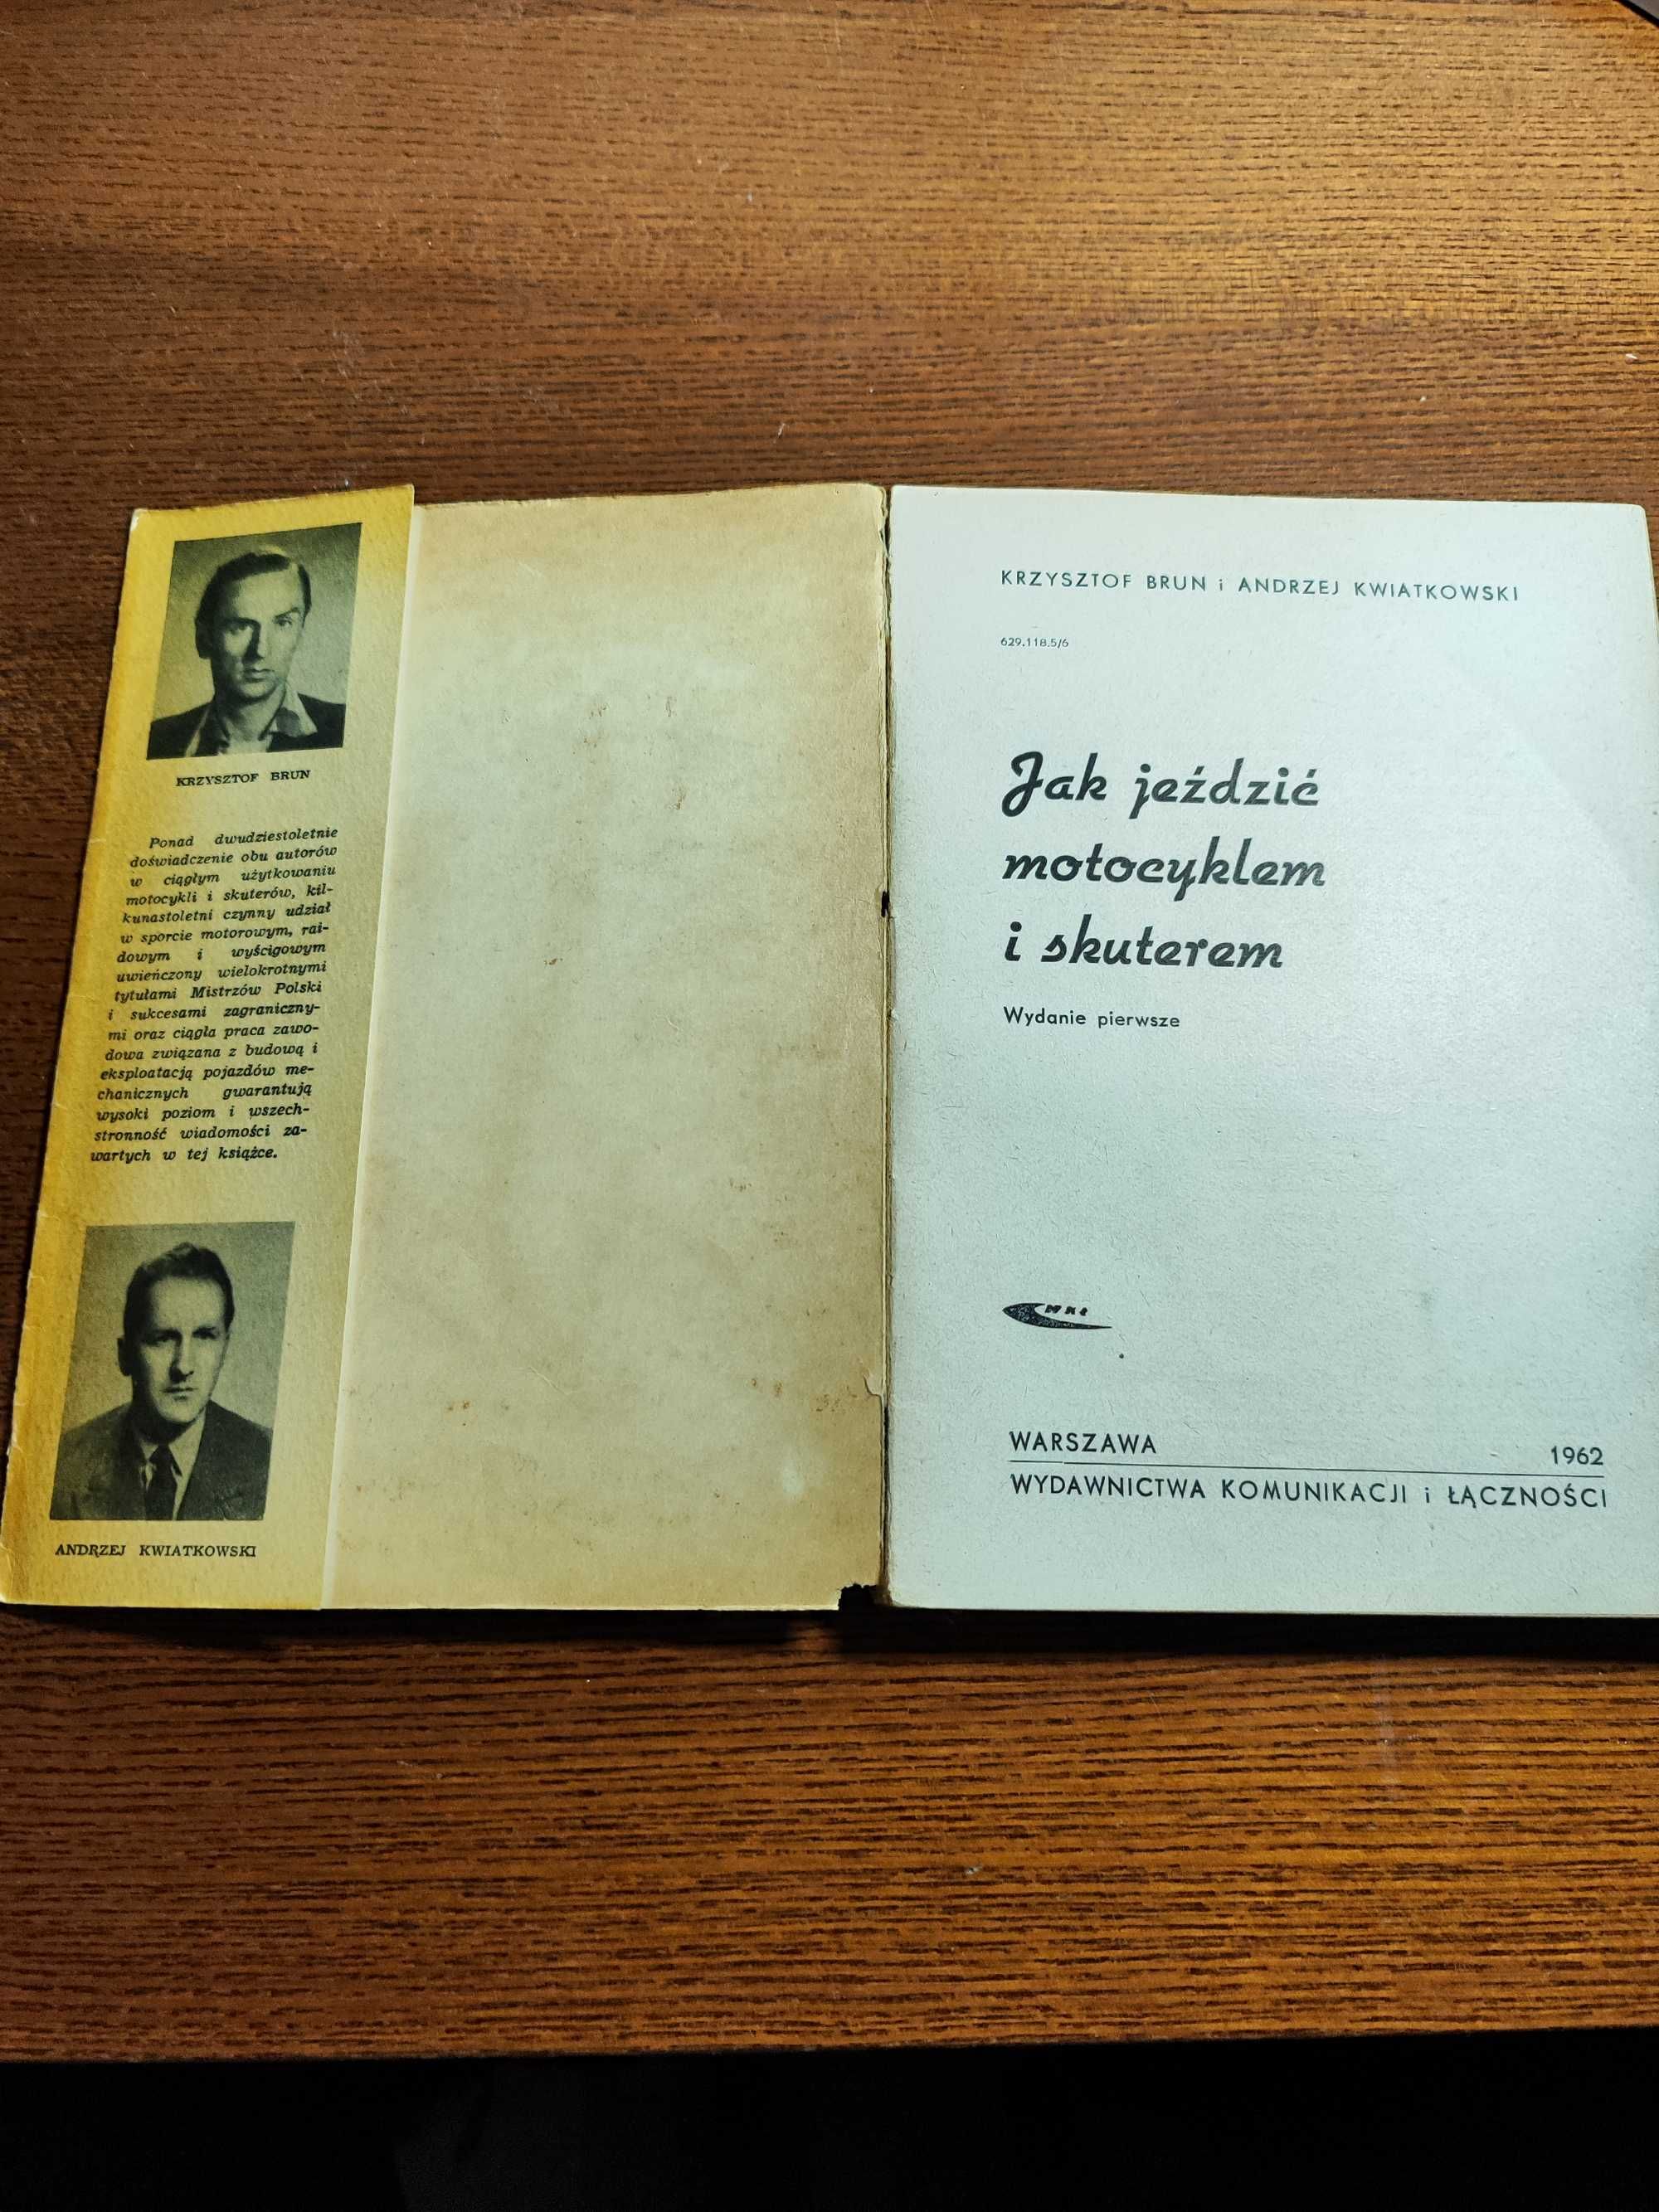 KRZYSZTOF BRUN
Ponad dwudziestoletnie
doświadczenie obu autorów
w ciągłym użytkowaniu
motocykli i skuterów, kil-
kunastoletni czynny udział
w sporcie motorowym, rai-
dowym i wyścigowym
uwieńczony wielokrotnymi
tytułami Mistrzów Polski
i sukcesami zagraniczny-
mi oraz ciągła praca zawo-
dowa związana z budową i
eksploatacją pojazdów me-
chanicznych gwarantują
wysoki poziom i wszech-
stronność wiadomości za-
wartych w tej książce.
ANDRZEJ KWIATKOWSKI
KRZYSZTOF BRUN i ANDRZEJ KWIATKOWSKI
629.118.5/6
Jak jeździć
motocyklem
i skuterem
Wydanie pierwsze
WKŁ
WARSZAWA 1962
WYDAWNICTWA KOMUNIKACJI i ŁĄCZNOŚCI